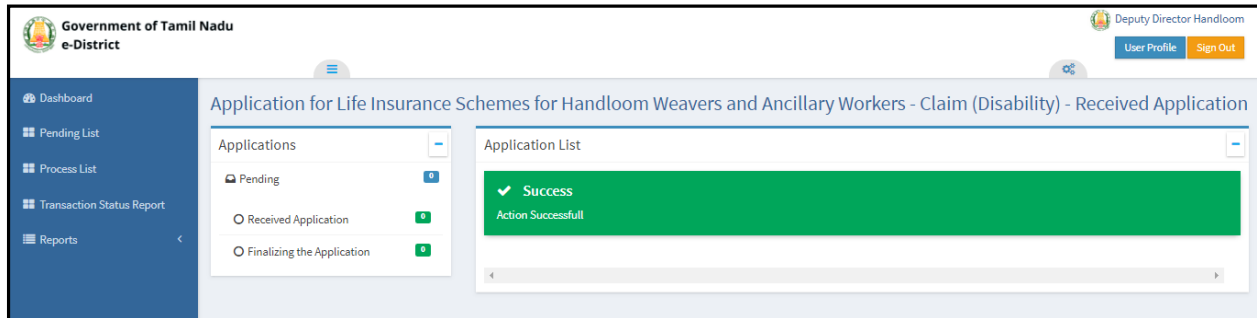 Government of Tamil Nadu
e-District
Deputy Director Handloom
User Profile
Sign Out
Dashboard
Pending List
Process List
Transaction Status Report
Reports
Application for Life Insurance Schemes for Handloom Weavers and Ancillary Workers - Claim (Disability) - Received Application
Applications
Pending 0
Received Application 0
Finalizing the Application 0
Application List
Success
Action Successfull